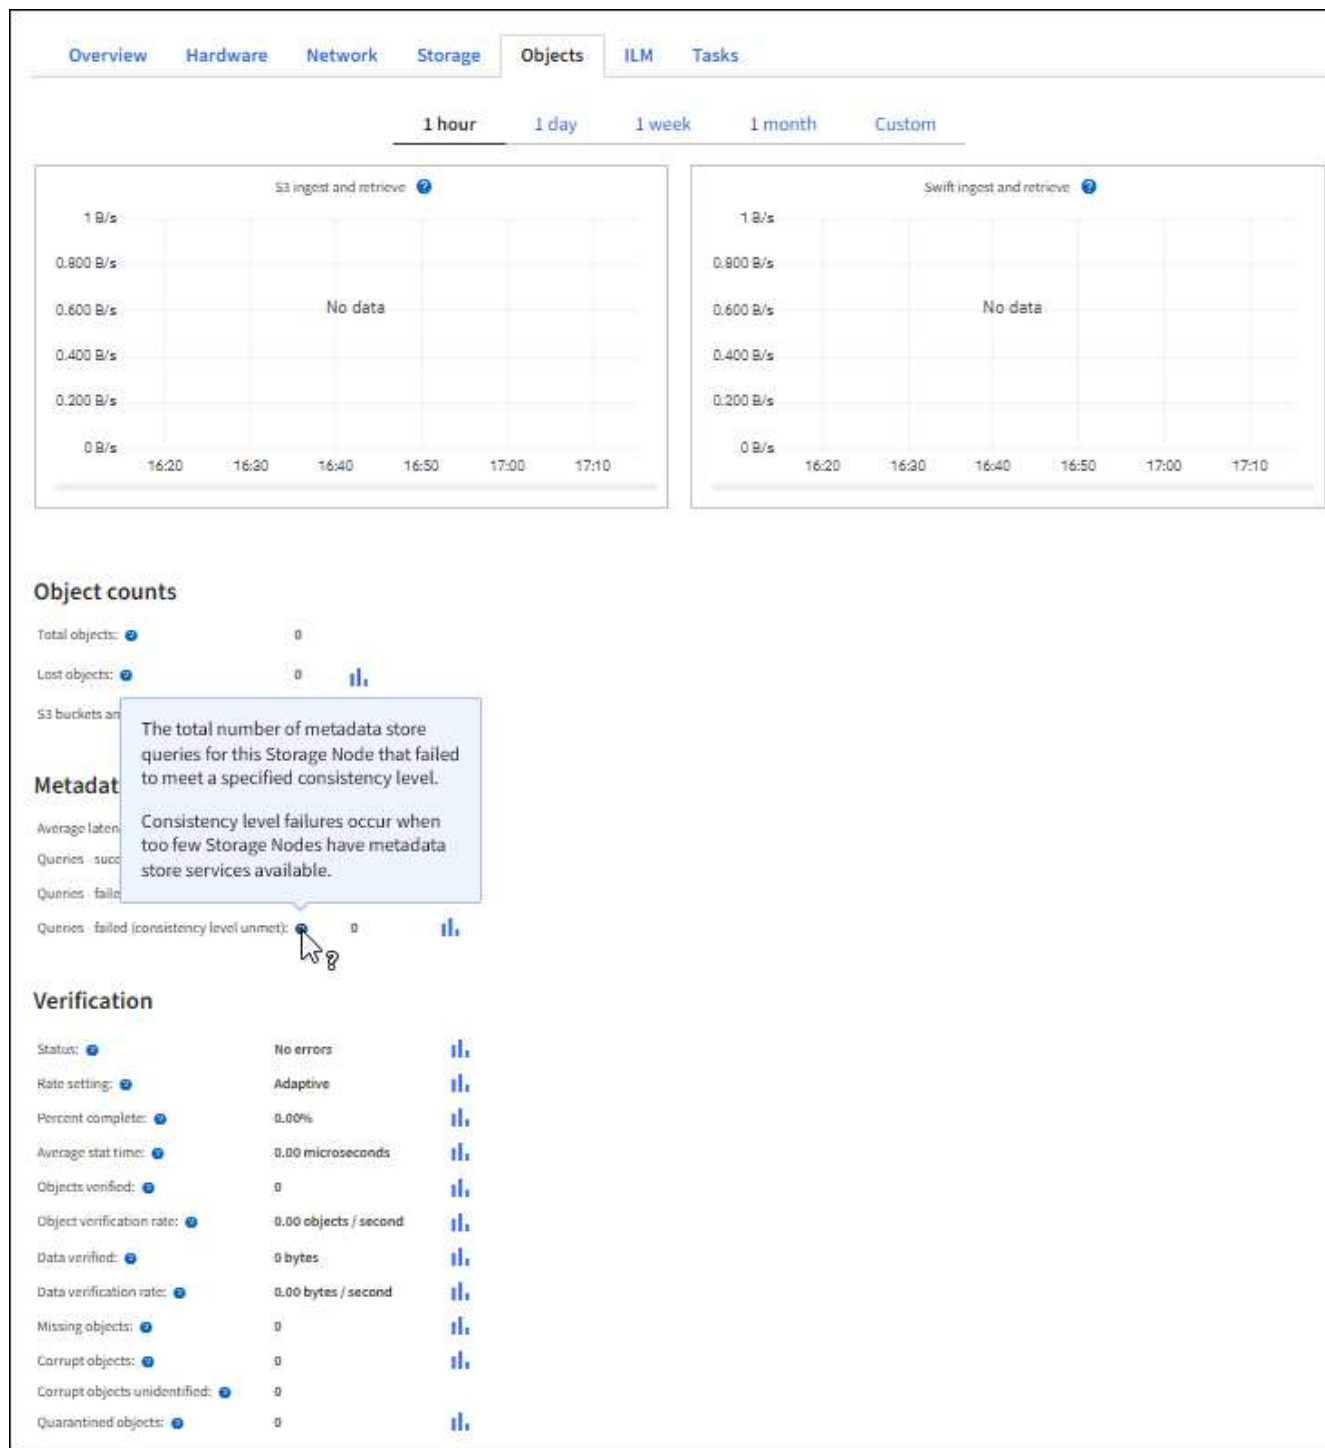 Overview Hardware Network Storage Objects ILM Tasks
1 hour 1 day 1 week 1 month Custom
S3 ingest and retrieve
1 B/s
0.800 B/s
0.600 B/s
0.400 B/s
0.200 B/s
0 B/s
No data
16:20 16:30 16:40 16:50 17:00 17:10
Swift ingest and retrieve
1 B/s
0.800 B/s
0.600 B/s
0.400 B/s
0.200 B/s
0 B/s
No data
16:20 16:30 16:40 16:50 17:00 17:10
Object counts
Total objects: 0
Lost objects: 0
S3 buckets an
The total number of metadata store
queries for this Storage Node that failed
to meet a specified consistency level.
Consistency level failures occur when
too few Storage Nodes have metadata
store services available.
Metadat
Average laten
Queries - succ
Queries - faile
Queries - failed (consistency level unmet): 0
Verification
Status: No errors
Rate setting: Adaptive
Percent complete: 0.00%
Average stat time: 0.00 microseconds
Objects verified: 0
Object verification rate: 0.00 objects / second
Data verified: 0 bytes
Data verification rate: 0.00 bytes / second
Missing objects: 0
Corrupt objects: 0
Corrupt objects unidentified: 0
Quarantined objects: 0